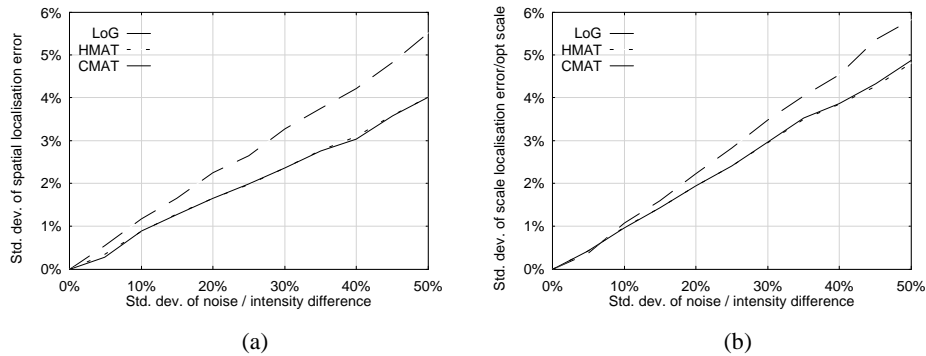 Std. dev. of spatial localisation error
6%
5%
4%
3%
2%
1%
0%
LoG
HMAT
CMAT
0% 10% 20% 30% 40% 50%
Std. dev. of noise / intensity difference
(a)
Std. dev. of scale localisation error/opt scale
6%
5%
4%
3%
2%
1%
0%
LoG
HMAT
CMAT
0% 10% 20% 30% 40% 50%
Std. dev. of noise / intensity difference
(b)